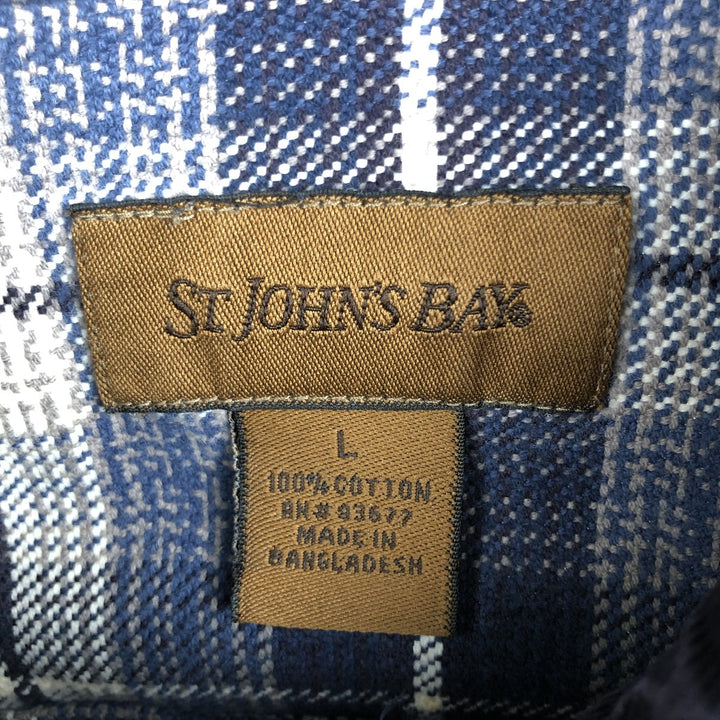 ST JOHN'S BAY®
L
100% COTTON
RN# 93677
MADE IN
BANGLADESH